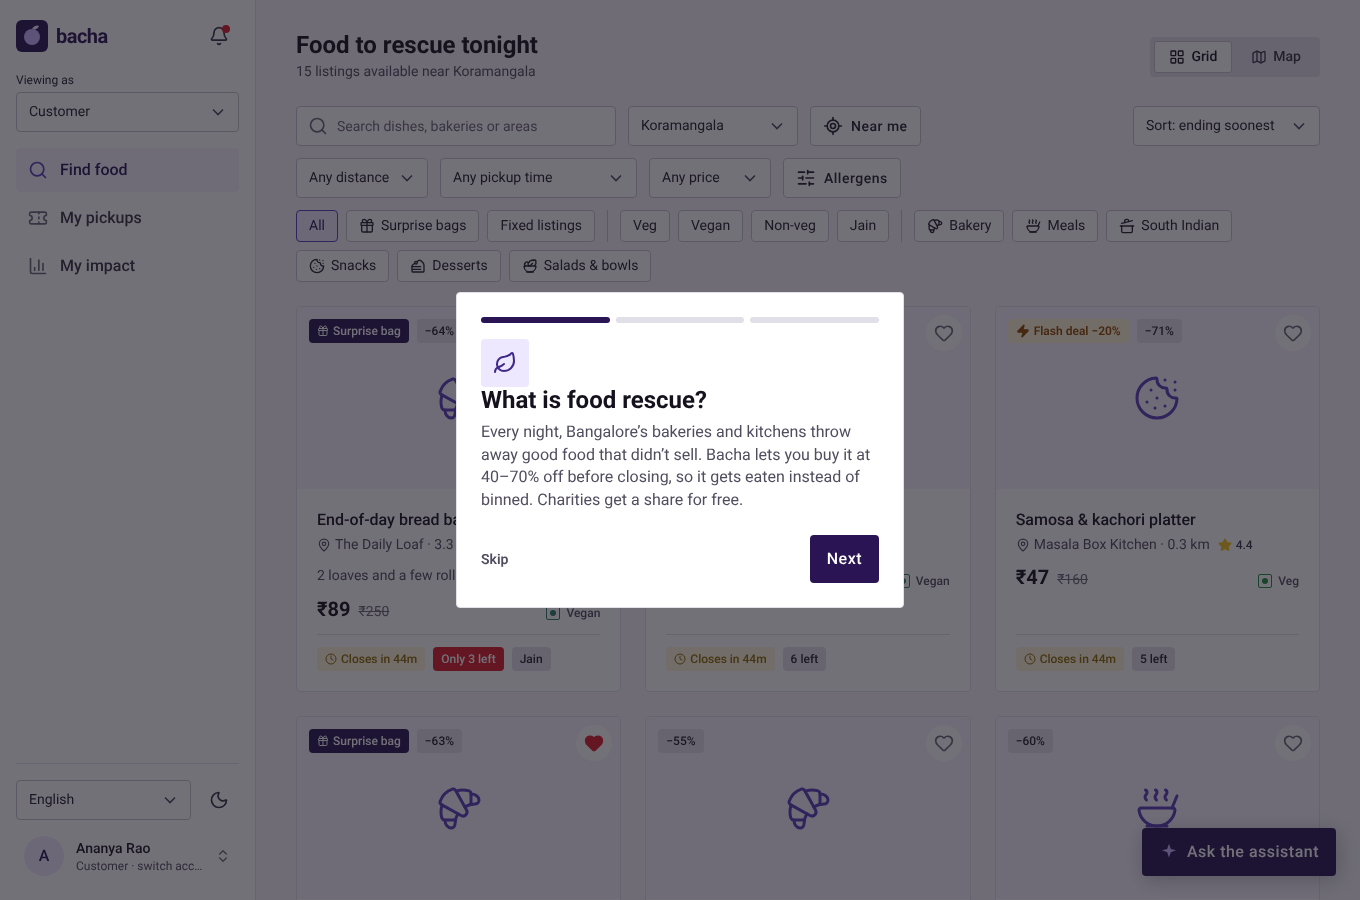 bacha
Viewing as
Customer
Find food
My pickups
My impact
English
A
Ananya Rao
Customer · switch acc...
Food to rescue tonight
15 listings available near Koramangala
Grid
Map
Search dishes, bakeries or areas
Koramangala
Near me
Sort: ending soonest
Any distance
Any pickup time
Any price
Allergens
All
Surprise bags
Fixed listings
Veg
Vegan
Non-veg
Jain
Bakery
Meals
South Indian
Snacks
Desserts
Salads & bowls
What is food rescue?
Every night, Bangalore’s bakeries and kitchens throw
away good food that didn’t sell. Bacha lets you buy it at
40–70% off before closing, so it gets eaten instead of
binned. Charities get a share for free.
Skip
Next
Surprise bag
−64%
End-of-day bread
The Daily Loaf · 3.3
2 loaves and a few
₹89 ₹250
Vegan
Closes in 44m
Only 3 left
Jain
Vegan
Closes in 44m
6 left
Flash deal −20%
−71%
Samosa & kachori platter
Masala Box Kitchen · 0.3 km
4.4
₹47 ₹160
Veg
Closes in 44m
5 left
Surprise bag
−63%
−55%
−60%
Ask the assistant